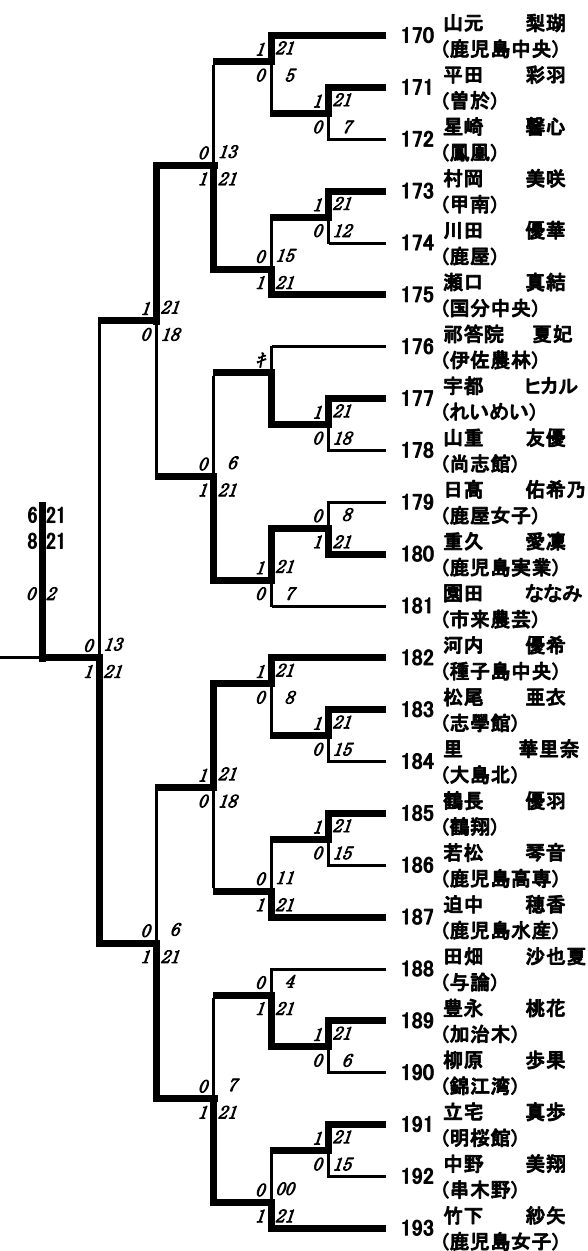 170 山元 梨瑚
(鹿児島中央)
1 21
0 5
171 平田 彩羽
(曽於)
1 21
0 7
172 星崎 馨心
(鳳凰)
0 13
1 21
173 村岡 美咲
(甲南)
1 21
0 12
174 川田 優華
(鹿屋)
0 15
1 21
175 瀬口 真結
(国分中央)
1 21
0 18
176 祁答院 夏妃
(伊佐農林)
キ
177 宇都 ヒカル
(れいめい)
1 21
0 18
178 山重 友優
(尚志館)
0 6
1 21
179 日高 佑希乃
(鹿屋女子)
0 8
1 21
180 重久 愛凜
(鹿児島実業)
1 21
0 7
181 園田 ななみ
(市来農芸)
6 21
8 21
0 2
0 13
1 21
182 河内 優希
(種子島中央)
1 21
0 8
183 松尾 亜衣
(志學館)
1 21
0 15
184 里 華里奈
(大島北)
1 21
0 18
185 鶴長 優羽
(鶴翔)
1 21
0 15
186 若松 琴音
(鹿児島高専)
0 11
1 21
187 迫中 穂香
(鹿児島水産)
0 6
1 21
188 田畑 沙也夏
(与論)
0 4
1 21
189 豊永 桃花
(加治木)
1 21
0 6
190 柳原 歩果
(錦江湾)
0 7
1 21
191 立宅 真歩
(明桜館)
1 21
0 15
192 中野 美翔
(串木野)
0 00
1 21
193 竹下 紗矢
(鹿児島女子)